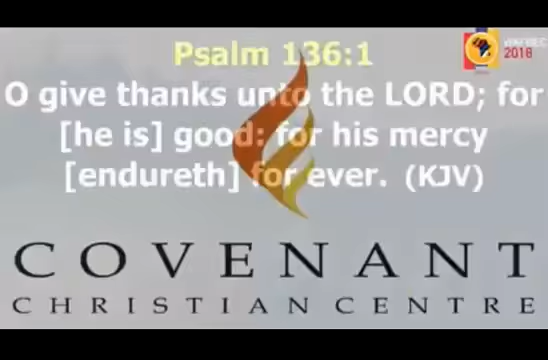 Psalm 136:1
2018
O give thanks unto the LORD; for
[he is] good: for his mercy
[endureth] for ever. (KJV)
COVENANT
CHRISTIAN CENTRE